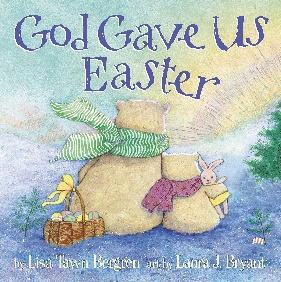 God Gave Us
Easter
by Lisa Tawn Bergren art by Laura J. Bryant